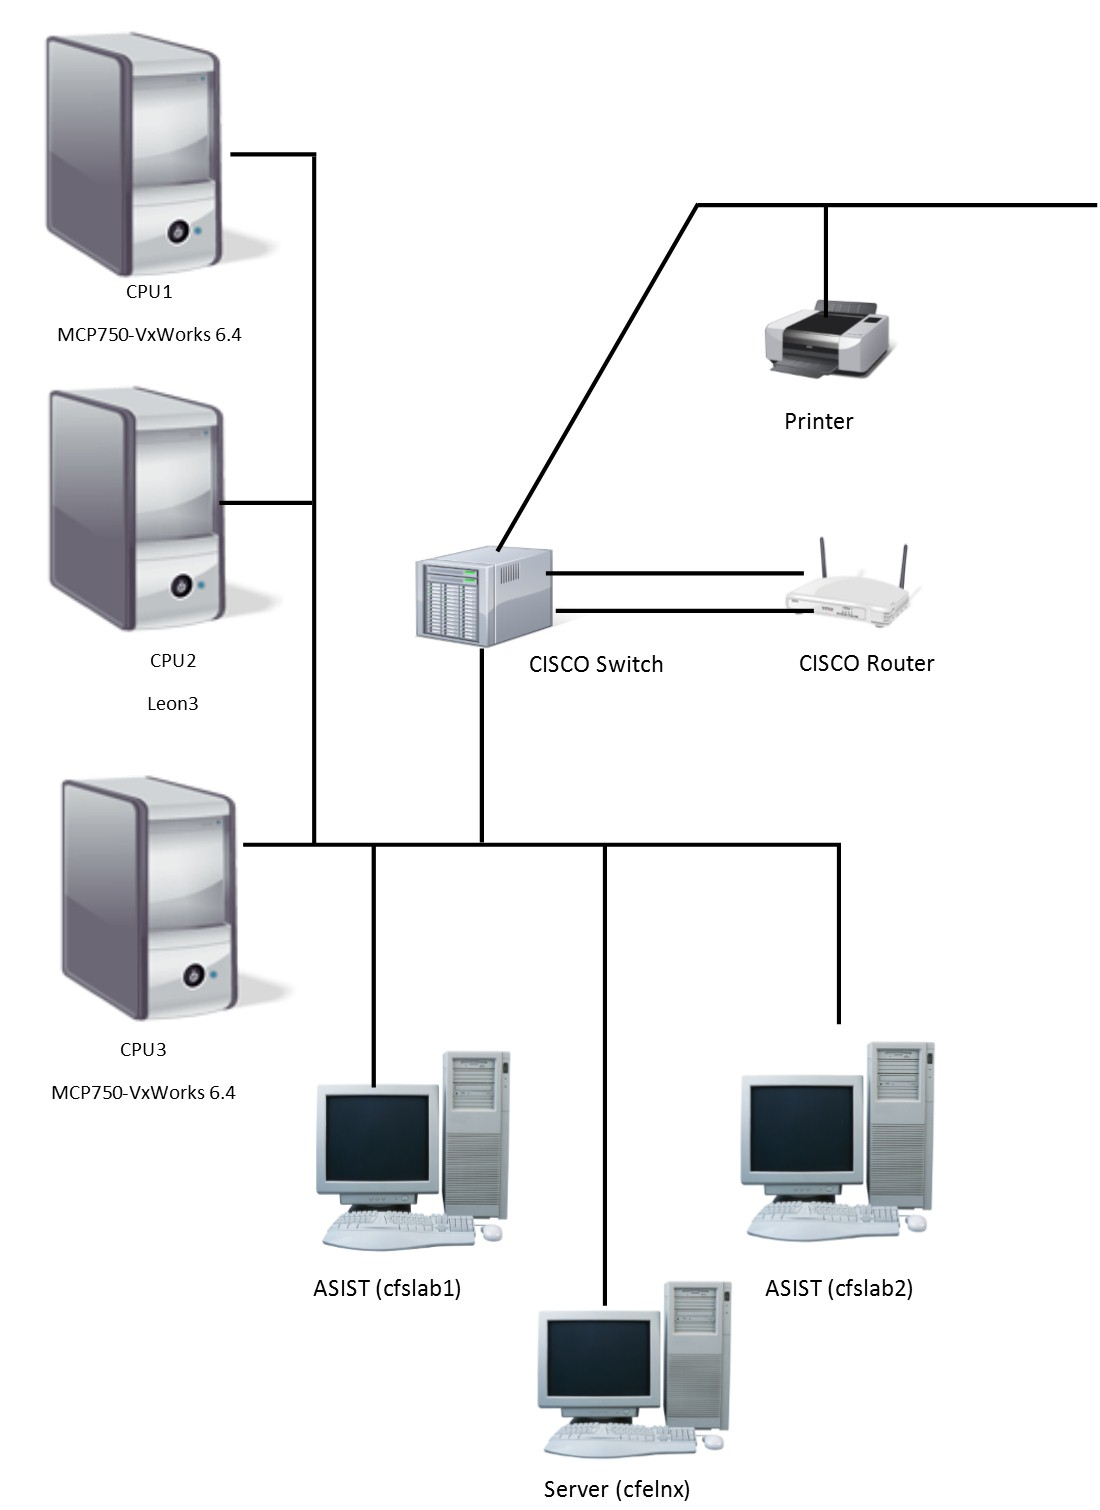 CPU1
MCP750-VxWorks 6.4
Printer
CPU2
Leon3
CISCO Switch
CISCO Router
CPU3
MCP750-VxWorks 6.4
ASIST (cfslab1)
ASIST (cfslab2)
Server (cfelnx)